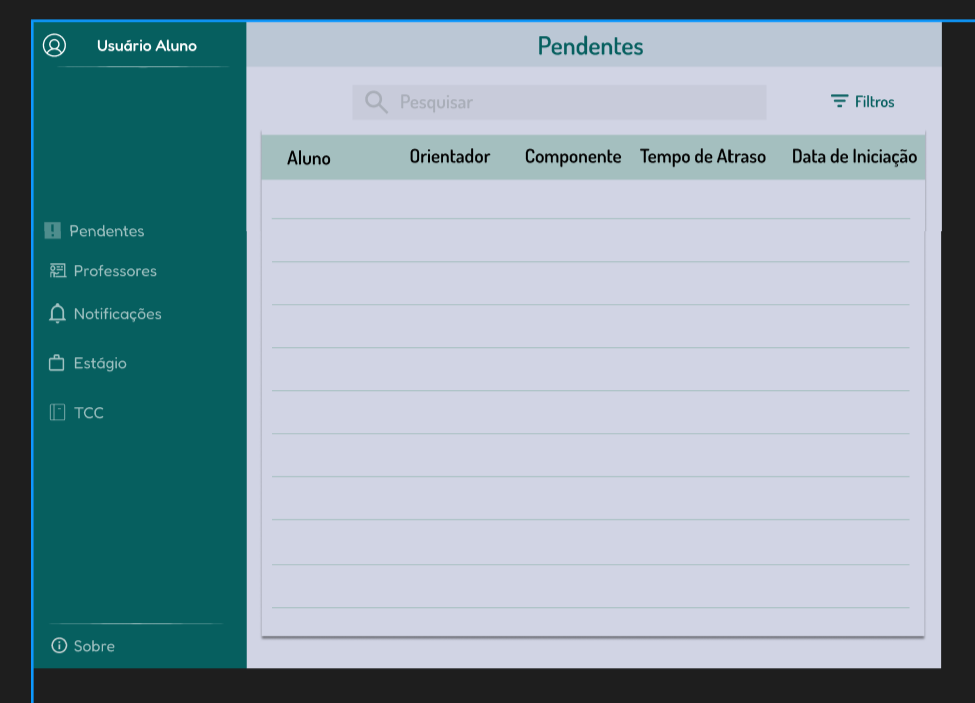 Usuário Aluno
Pendentes
Professores
Notificações
Estágio
TCC
Sobre
Pendentes
Pesquisar
Filtros
Aluno Orientador Componente Tempo de Atraso Data de Iniciação